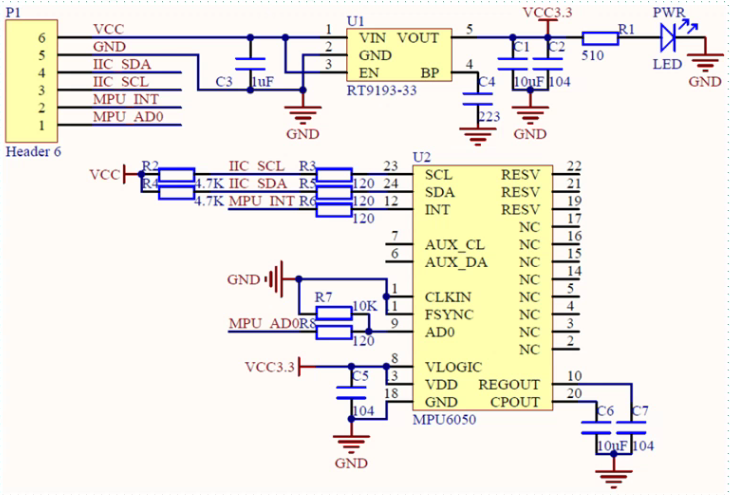 P1
6 VCC
5 GND
4 IIC_SDA
3 IIC_SCL
2 MPU_INT
1 MPU_AD0
Header 6
C3 1uF
GND
U1
1 VIN VOUT 5
2 GND
3 EN BP 4
RT9193-33
C4
223
VCC3.3
C1 C2
10uF 104
GND
R1
510
PWR
LED
GND
U2
VCC
R2 IIC_SCL R3 23 SCL RESV 22
R4 4.7K IIC_SDA R5 120 24 SDA RESV 21
4.7K MPU_INT R6 120 12 INT RESV 19
120 NC 17
7 AUX_CL NC 16
6 AUX_DA NC 15
NC 14
GND
1 CLKIN NC 5
R7 10K 1 FSYNC NC 4
MPU_AD0 R8 9 AD0 NC 3
120 NC 2
VCC3.3 8 VLOGIC
C5 3 VDD REGOUT 10
104 18 GND CPOUT 20
MPU6050
C6 C7
10uF 104
GND